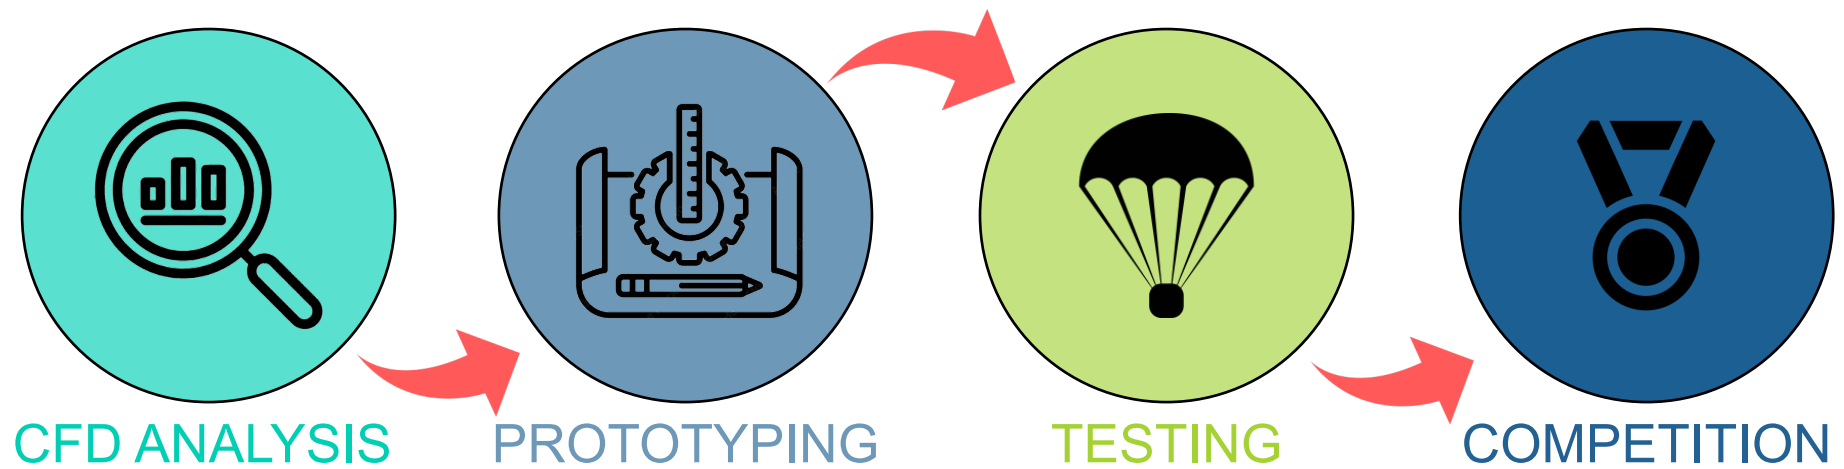 CFD ANALYSIS
PROTOTYPING
TESTING
COMPETITION